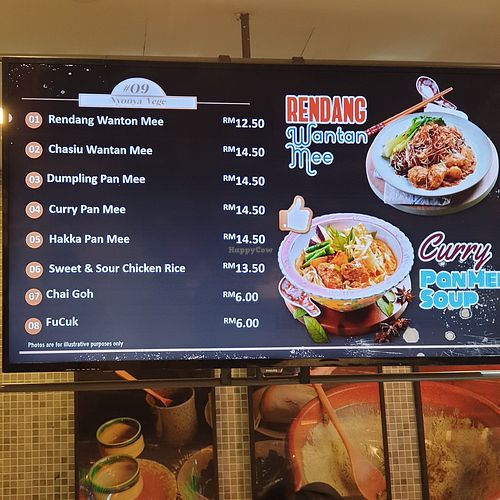 #09
Nyonya Vege
01 Rendang Wanton Mee RM12.50
02 Chasiu Wantan Mee RM14.50
03 Dumpling Pan Mee RM14.50
04 Curry Pan Mee RM14.50
05 Hakka Pan Mee RM14.50
06 Sweet & Sour Chicken Rice RM13.50
07 Chai Goh RM6.00
08 FuCuk RM6.00
Photos are for illustrative purposes only
RENDANG
Wantan
Mee
HappyCow
Curry
PanMee
Soup
PHILIPS